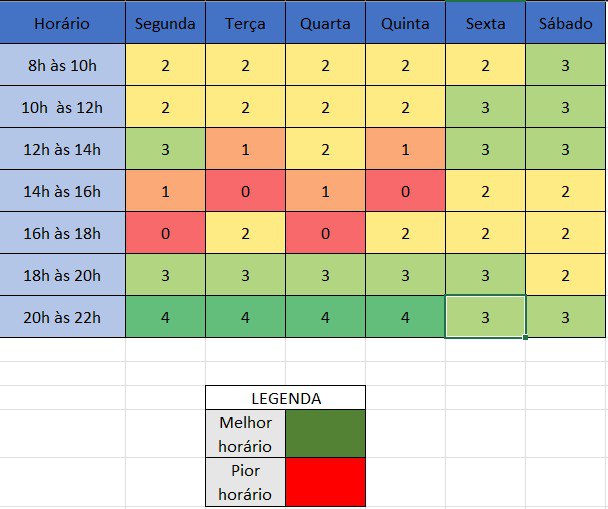 Horário Segunda Terça Quarta Quinta Sexta Sábado
8h às 10h 2 2 2 2 2 3
10h  às 12h 2 2 2 2 3 3
12h às 14h 3 1 2 1 3 3
14h às 16h 1 0 1 0 2 2
16h às 18h 0 2 0 2 2 2
18h às 20h 3 3 3 3 3 2
20h às 22h 4 4 4 4 3 3
LEGENDA
Melhor
horário
Pior
horário